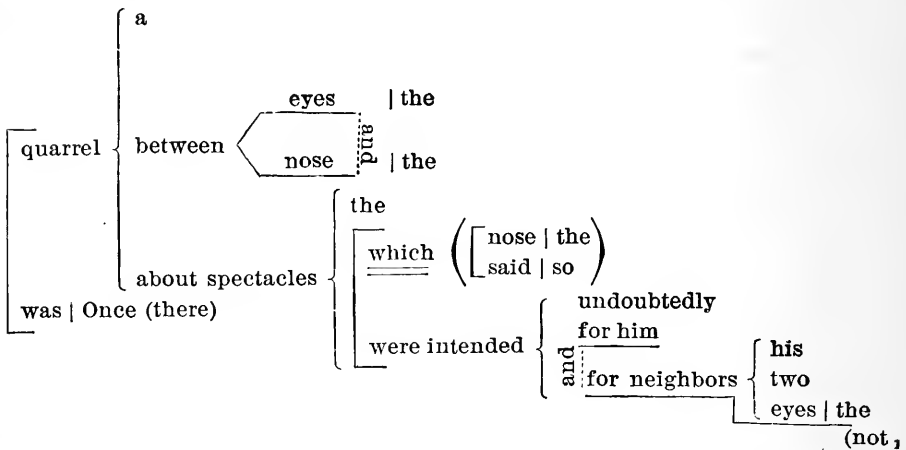 a
eyes | the
and
quarrel between
nose | the
the
which ( nose | the
said | so )
about spectacles
was | Once (there)
undoubtedly
for him
were intended
and
for neighbors
his
two
eyes | the
(not,